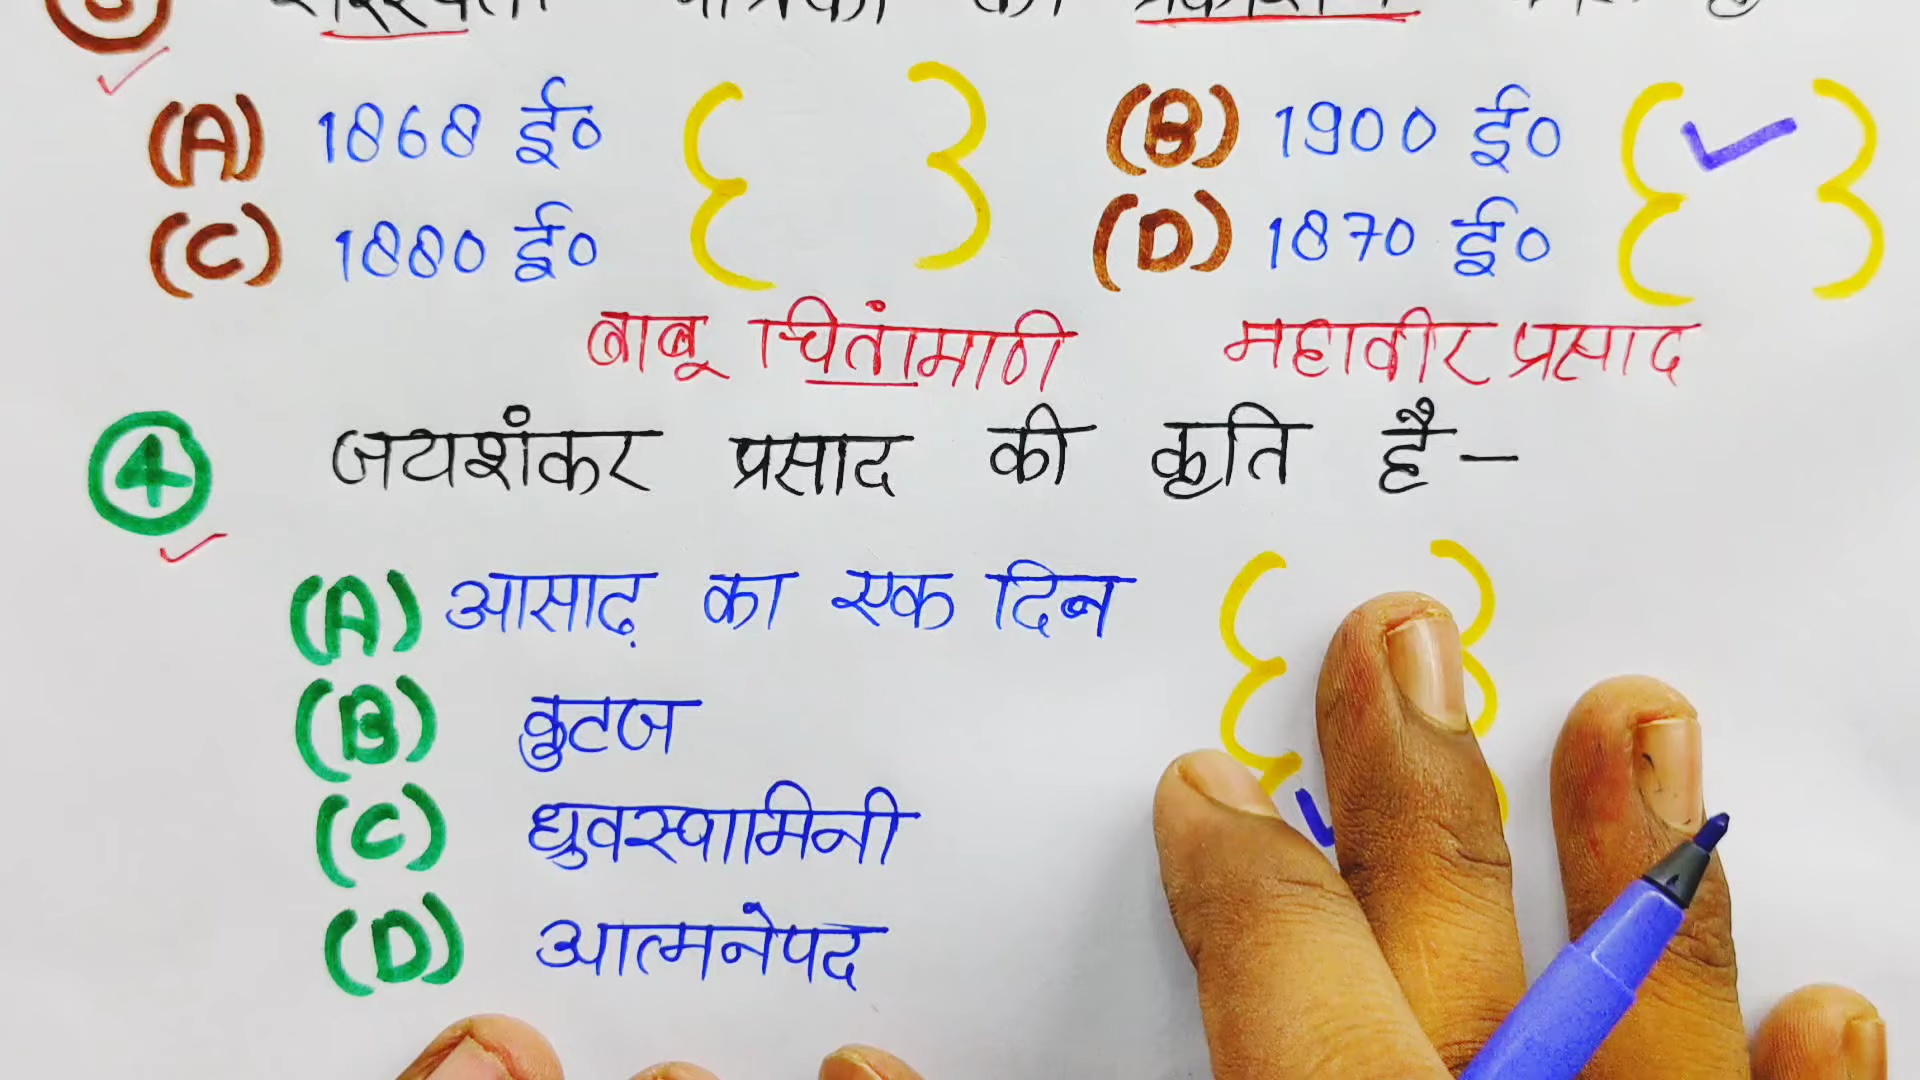 (A) 1868 ई० (B) 1900 ई०
(C) 1880 ई० (D) 1870 ई०
बाबू चितांमाणी महावीर प्रसाद
4 जयशंकर प्रसाद की कृति है-
(A) आसाढ़ का एक दिन
(B) कुटज
(C) ध्रुवस्वामिनी
(D) आत्मनेपद